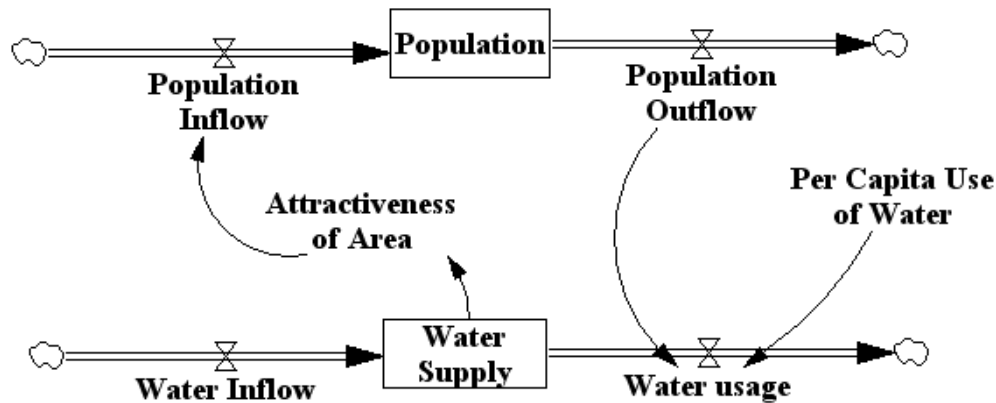 Population
Population
Inflow
Population
Outflow
Per Capita Use
of Water
Attractiveness
of Area
Water
Supply
Water Inflow
Water usage